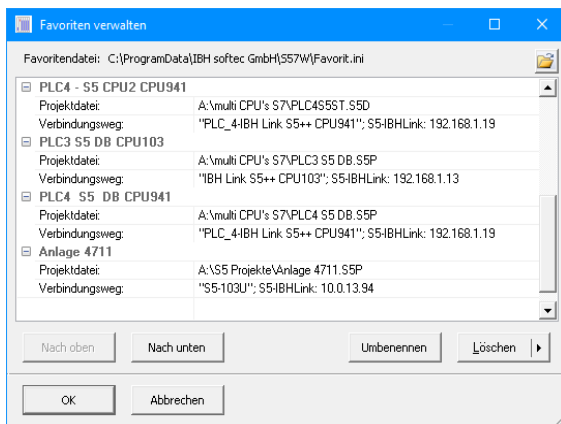 Favoriten verwalten
Favoritendatei: C:\ProgramData\IBH softec GmbH\S57W\Favorit.ini
PLC4 - S5 CPU2 CPU941
Projektdatei: A:\multi CPU's S7\PLC4S5ST.S5D
Verbindungsweg: "PLC_4-IBH Link S5++ CPU941"; S5-IBHLink: 192.168.1.19
PLC3 S5 DB CPU103
Projektdatei: A:\multi CPU's S7\PLC3 S5 DB.S5P
Verbindungsweg: "IBH Link S5++ CPU103"; S5-IBHLink: 192.168.1.13
PLC4 S5 DB CPU941
Projektdatei: A:\multi CPU's S7\PLC4 S5 DB.S5P
Verbindungsweg: "PLC_4-IBH Link S5++ CPU941"; S5-IBHLink: 192.168.1.19
Anlage 4711
Projektdatei: A:\S5 Projekte\Anlage 4711.S5P
Verbindungsweg: "S5-103U"; S5-IBHLink: 10.0.13.94
Nach oben Nach unten Umbenennen Löschen
OK Abbrechen